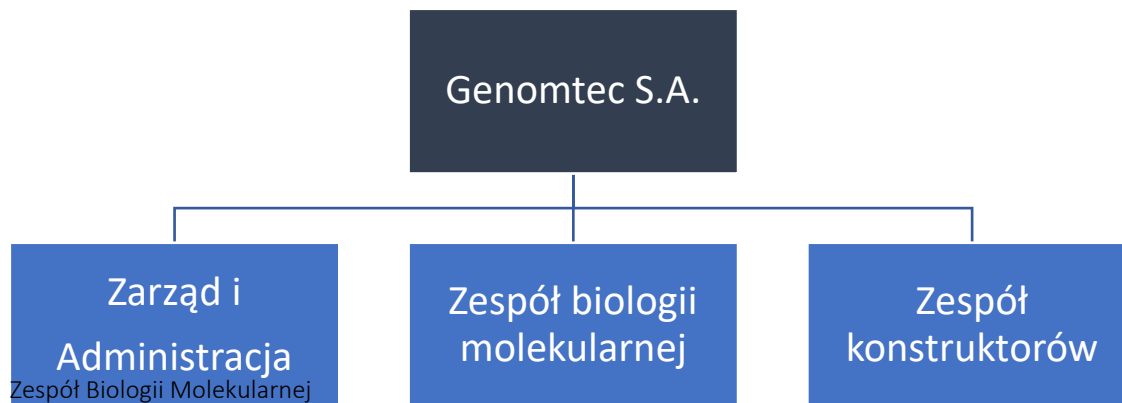 Genomtec S.A.
Zarząd i
Administracja
Zespół biologii
molekularnej
Zespół
konstruktorów
Zespół Biologii Molekularnej